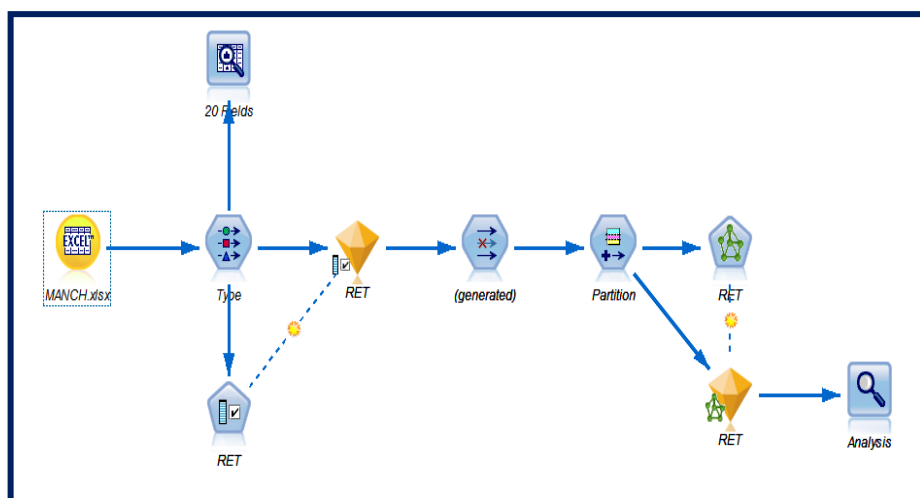 20 Fields
EXCEL
MANCH.xlsx
Type
RET
(generated)
Partition
RET
RET
RET
Analysis